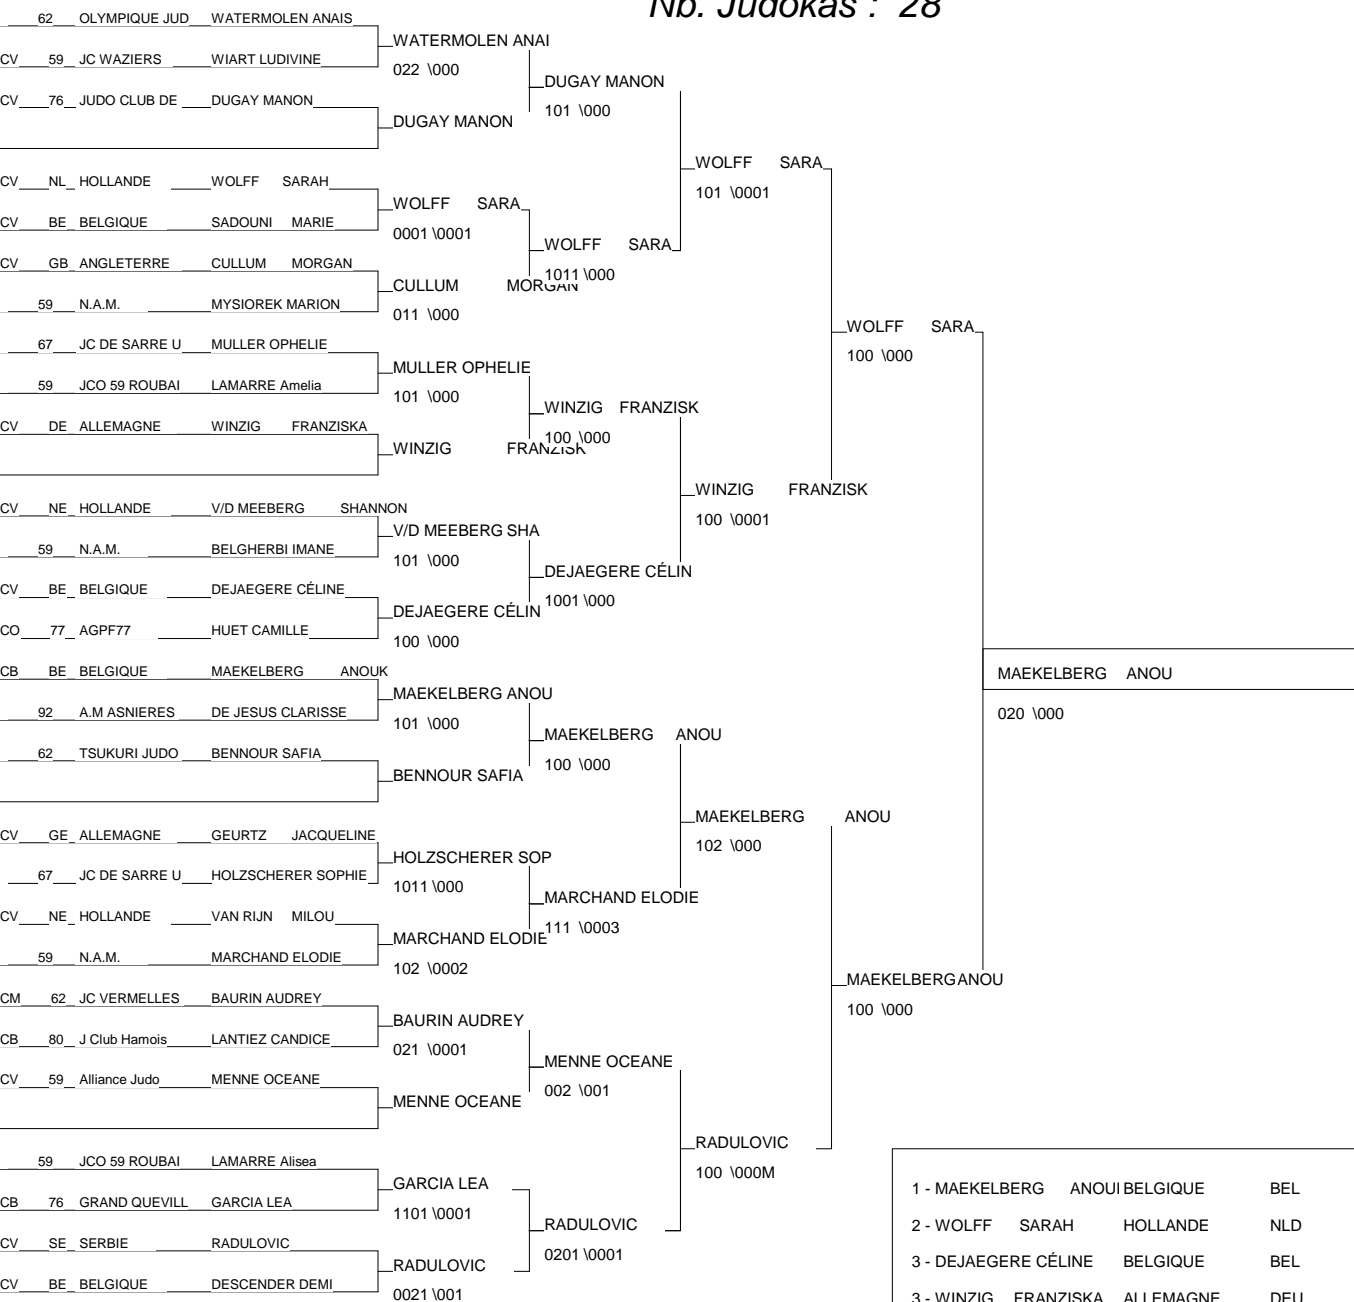 Nb. Judokas : 28
62 OLYMPIQUE JUD WATERMOLEN ANAIS
CV 59 JC WAZIERS WIART LUDIVINE
CV 76 JUDO CLUB DE DUGAY MANON
CV NL HOLLANDE WOLFF SARAH
CV BE BELGIQUE SADOUNI MARIE
CV GB ANGLETERRE CULLUM MORGAN
59 N.A.M. MYSIOREK MARION
67 JC DE SARRE U MULLER OPHELIE
59 JCO 59 ROUBAI LAMARRE Amelia
CV DE ALLEMAGNE WINZIG FRANZISKA
CV NE HOLLANDE V/D MEEBERG SHANNON
59 N.A.M. BELGHERBI IMANE
CV BE BELGIQUE DEJAEGERE CÉLINE
CO 77 AGPF77 HUET CAMILLE
CB BE BELGIQUE MAEKELBERG ANOUK
92 A.M ASNIERES DE JESUS CLARISSE
62 TSUKURI JUDO BENNOUR SAFIA
CV GE ALLEMAGNE GEURTZ JACQUELINE
67 JC DE SARRE U HOLZSCHERER SOPHIE
CV NE HOLLANDE VAN RIJN MILOU
59 N.A.M. MARCHAND ELODIE
CM 62 JC VERMELLES BAURIN AUDREY
CB 80 J Club Hamois LANTIEZ CANDICE
CV 59 Alliance Judo MENNE OCEANE
59 JCO 59 ROUBAI LAMARRE Alisea
CB 76 GRAND QUEVILL GARCIA LEA
CV SE SERBIE RADULOVIC
CV BE BELGIQUE DESCENDER DEMI
WATERMOLEN ANAI
022 \000
DUGAY MANON
WOLFF SARA
0001 \0001
CULLUM MORGAN
011 \000
MULLER OPHELIE
101 \000
WINZIG FRANZISK
V/D MEEBERG SHA
101 \000
DEJAEGERE CÉLIN
100 \000
MAEKELBERG ANOU
101 \000
BENNOUR SAFIA
HOLZSCHERER SOP
1011 \000
MARCHAND ELODIE
102 \0002
BAURIN AUDREY
021 \0001
MENNE OCEANE
GARCIA LEA
1101 \0001
RADULOVIC
0021 \001
DUGAY MANON
101 \000
WOLFF SARA
1011 \000
WINZIG FRANZISK
100 \000
DEJAEGERE CÉLIN
1001 \000
MAEKELBERG ANOU
100 \000
MARCHAND ELODIE
111 \0003
MENNE OCEANE
002 \001
RADULOVIC
0201 \0001
WOLFF SARA
101 \0001
WINZIG FRANZISK
100 \0001
MAEKELBERG ANOU
102 \000
RADULOVIC
100 \000M
WOLFF SARA
100 \000
MAEKELBERG ANOU
100 \000
MAEKELBERG ANOU
020 \000
1 - MAEKELBERG ANOUI BELGIQUE BEL
2 - WOLFF SARAH HOLLANDE NLD
3 - DEJAEGERE CÉLINE BELGIQUE BEL
3 - WINZIG FRANZISKA ALLEMAGNE DEU